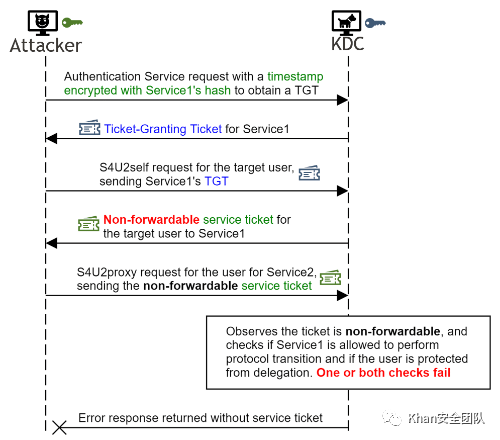 Attacker
KDC
Authentication Service request with a timestamp
encrypted with Service1's hash to obtain a TGT
Ticket-Granting Ticket for Service1
S4U2self request for the target user,
sending Service1's TGT
Non-forwardable service ticket for
the target user to Service1
S4U2proxy request for the user for Service2,
sending the non-forwardable service ticket
Observes the ticket is non-forwardable, and
checks if Service1 is allowed to perform
protocol transition and if the user is protected
from delegation. One or both checks fail
Error response returned without service ticket
Khan安全团队